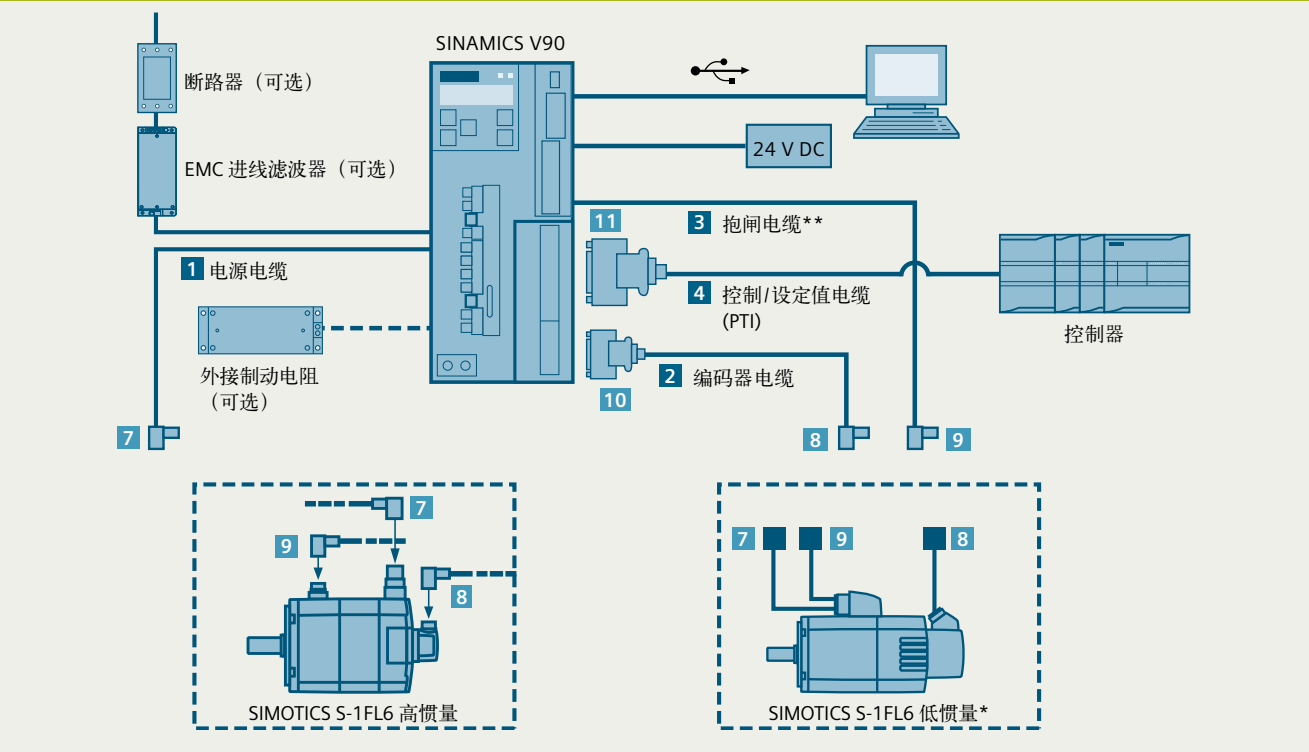 SINAMICS V90
断路器（可选）
EMC 进线滤波器（可选）
24 V DC
11
3 抱闸电缆**
1 电源电缆
4 控制/设定值电缆
(PTI)
控制器
外接制动电阻
（可选）
2 编码器电缆
10
7
8
9
7
9
8
SIMOTICS S-1FL6 高惯量
7
9
8
SIMOTICS S-1FL6 低惯量*